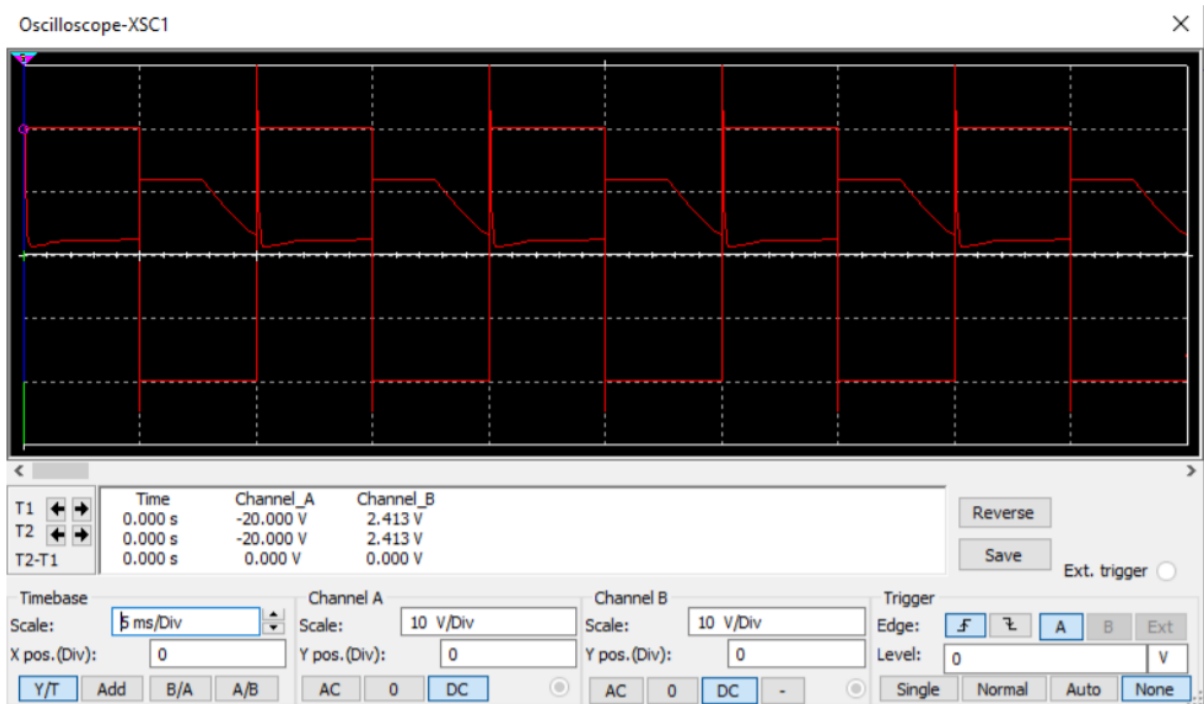 Oscilloscope-XSC1
Time Channel_A Channel_B
T1 0.000 s -20.000 V 2.413 V
T2 0.000 s -20.000 V 2.413 V
T2-T1 0.000 s 0.000 V 0.000 V
Reverse
Save
Ext. trigger
Timebase
Scale: 5 ms/Div
X pos.(Div): 0
Y/T Add B/A A/B
Channel A
Scale: 10 V/Div
Y pos.(Div): 0
AC 0 DC
Channel B
Scale: 10 V/Div
Y pos.(Div): 0
AC 0 DC -
Trigger
Edge: A B Ext
Level: 0 V
Single Normal Auto None